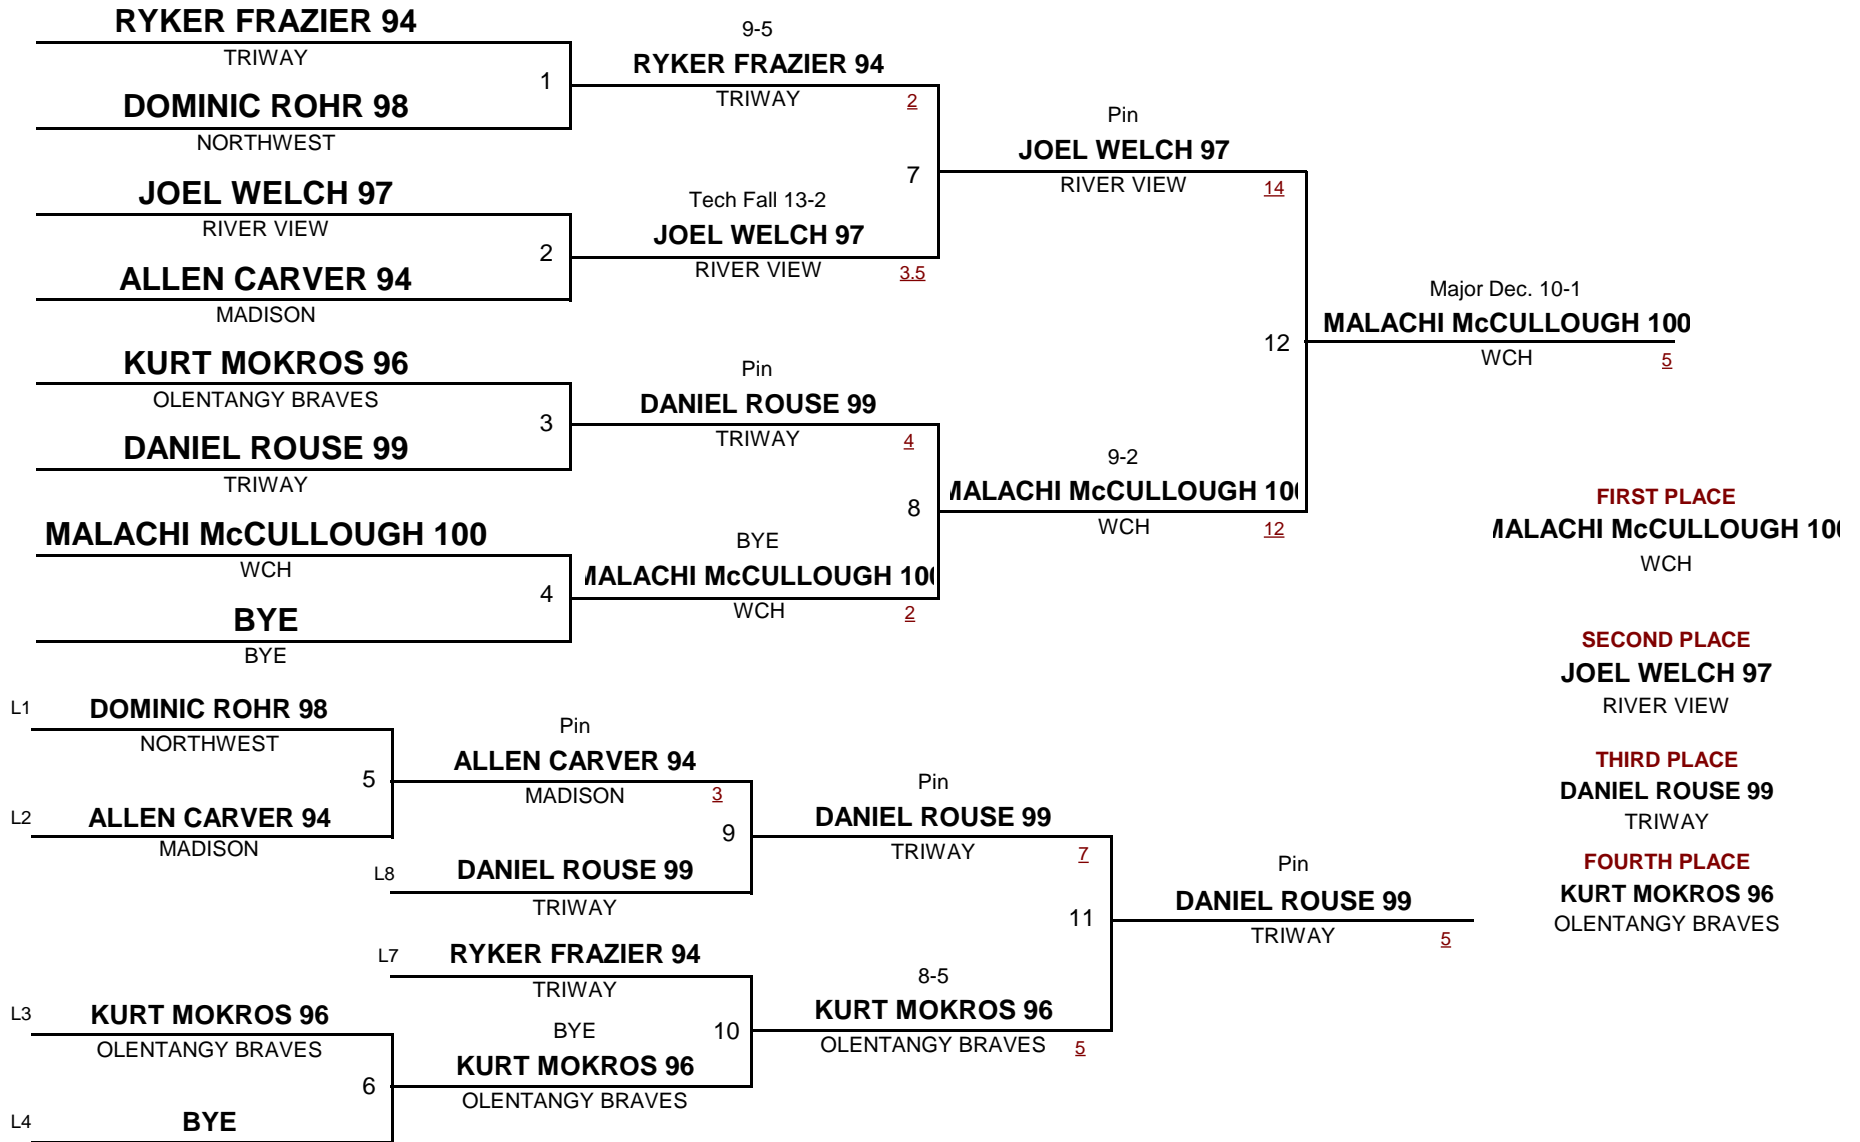 RYKER FRAZIER 94
TRIWAY
1
DOMINIC ROHR 98
NORTHWEST
JOEL WELCH 97
RIVER VIEW
2
ALLEN CARVER 94
MADISON
KURT MOKROS 96
OLENTANGY BRAVES
3
DANIEL ROUSE 99
TRIWAY
MALACHI McCULLOUGH 100
WCH
4
BYE
BYE
9-5
RYKER FRAZIER 94
TRIWAY 2
7
Tech Fall 13-2
JOEL WELCH 97
RIVER VIEW 3.5
Pin
DANIEL ROUSE 99
TRIWAY 4
8
BYE
MALACHI McCULLOUGH 100
WCH 2
Pin
JOEL WELCH 97
RIVER VIEW 14
12
9-2
MALACHI McCULLOUGH 100
WCH 12
Major Dec. 10-1
MALACHI McCULLOUGH 100
WCH 5
FIRST PLACE
MALACHI McCULLOUGH 100
WCH
SECOND PLACE
JOEL WELCH 97
RIVER VIEW
THIRD PLACE
DANIEL ROUSE 99
TRIWAY
FOURTH PLACE
KURT MOKROS 96
OLENTANGY BRAVES
L1 DOMINIC ROHR 98
NORTHWEST
5
L2 ALLEN CARVER 94
MADISON
L3 KURT MOKROS 96
OLENTANGY BRAVES
6
L4 BYE
Pin
ALLEN CARVER 94
MADISON 3
9
L8 DANIEL ROUSE 99
TRIWAY
L7 RYKER FRAZIER 94
TRIWAY
BYE 10
KURT MOKROS 96
OLENTANGY BRAVES
Pin
DANIEL ROUSE 99
TRIWAY 7
11
8-5
KURT MOKROS 96
OLENTANGY BRAVES 5
Pin
DANIEL ROUSE 99
TRIWAY 5